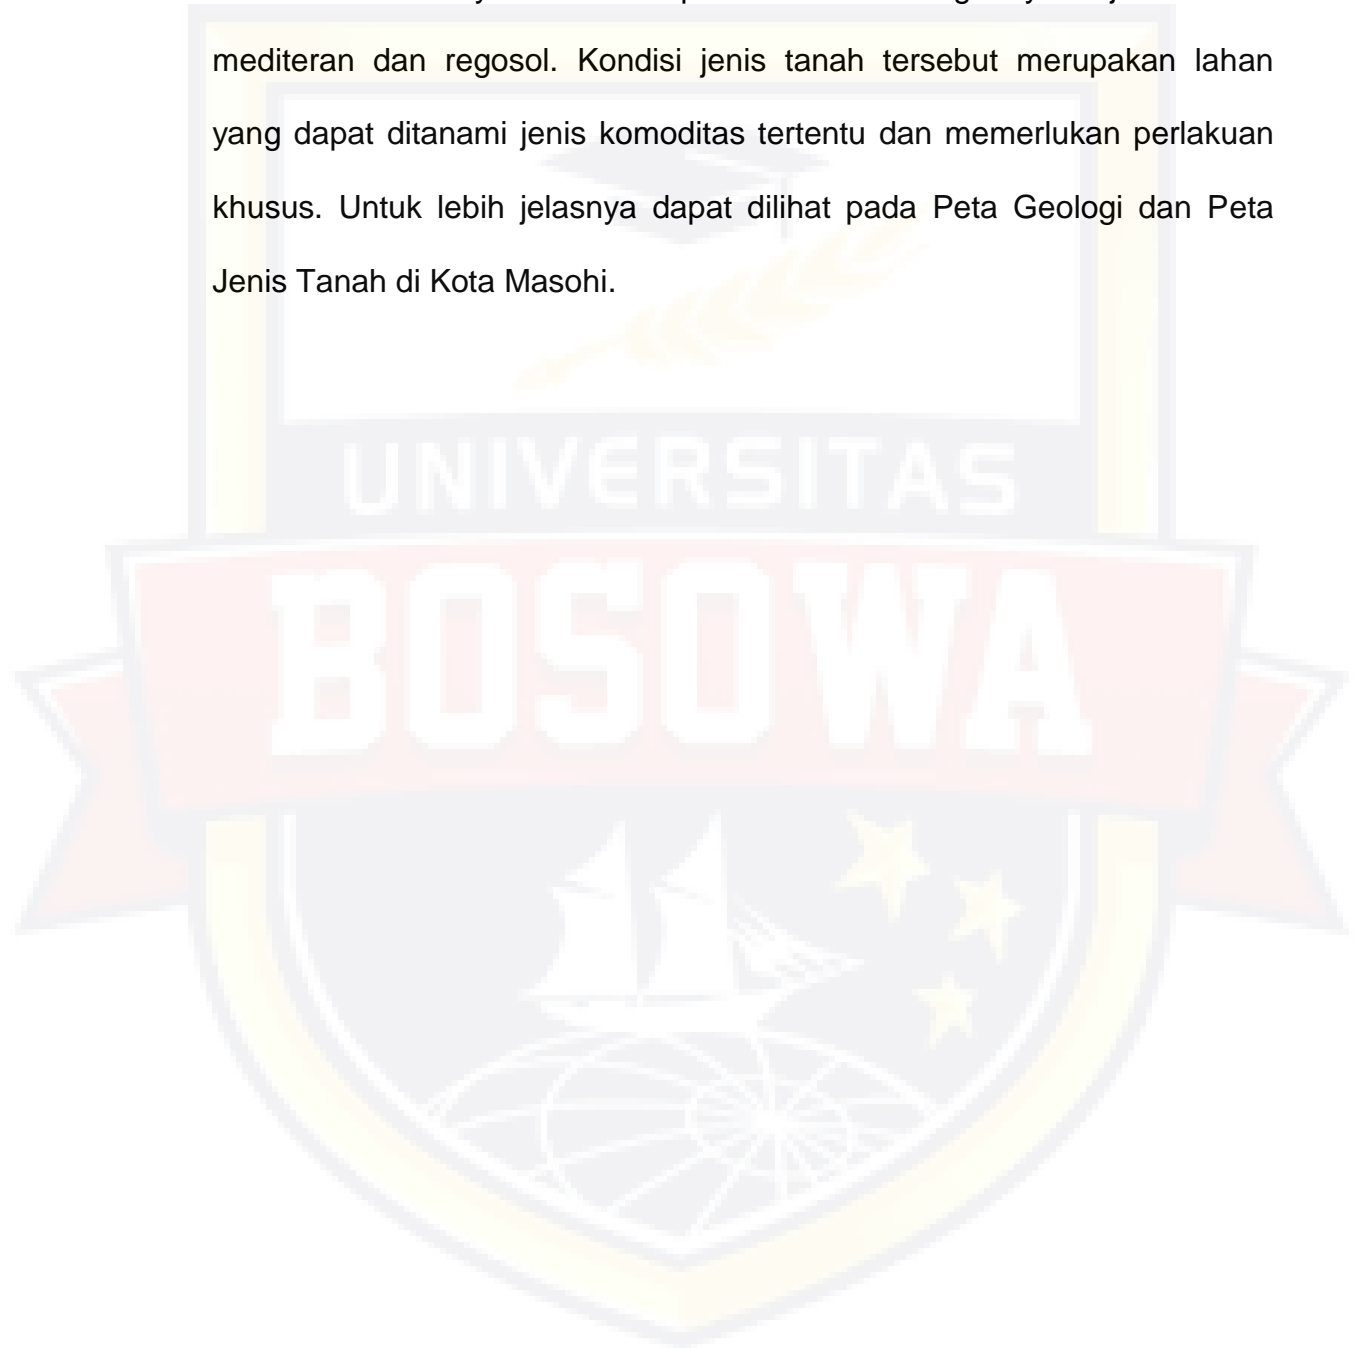 mediteran dan regosol. Kondisi jenis tanah tersebut merupakan lahan
yang dapat ditanami jenis komoditas tertentu dan memerlukan perlakuan
khusus. Untuk lebih jelasnya dapat dilihat pada Peta Geologi dan Peta
Jenis Tanah di Kota Masohi.
UNIVERSITAS
BOSOWA